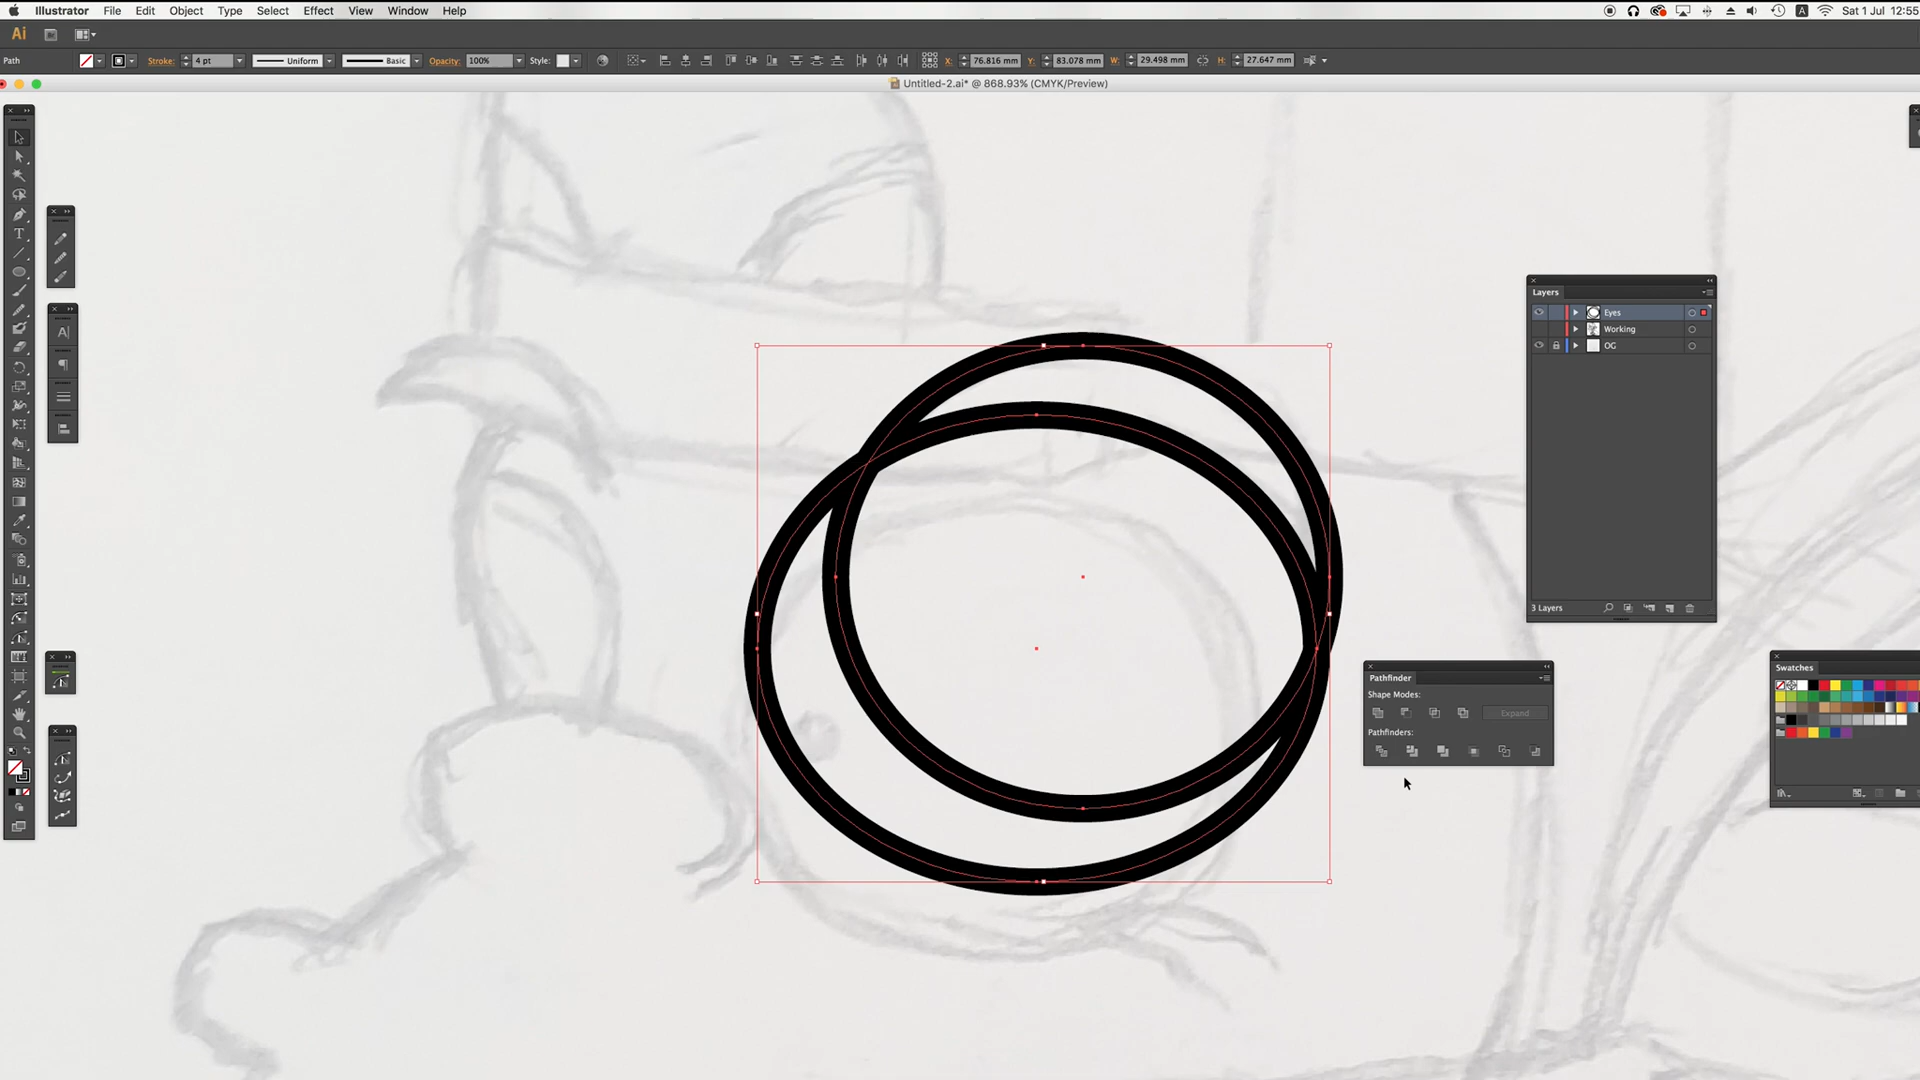 Illustrator File Edit Object Type Select Effect View Window Help
A Sat 1 Jul 12:55
Ai
Path Stroke: 4 pt Uniform Basic Opacity: 100% Style: X: 76.816 mm Y: 83.078 mm W: 29.498 mm H: 27.647 mm
Untitled-2.ai* @ 868.93% (CMYK/Preview)
T
A
Layers
Eyes
Working
OG
3 Layers
Pathfinder
Shape Modes:
Expand
Pathfinders:
Swatches